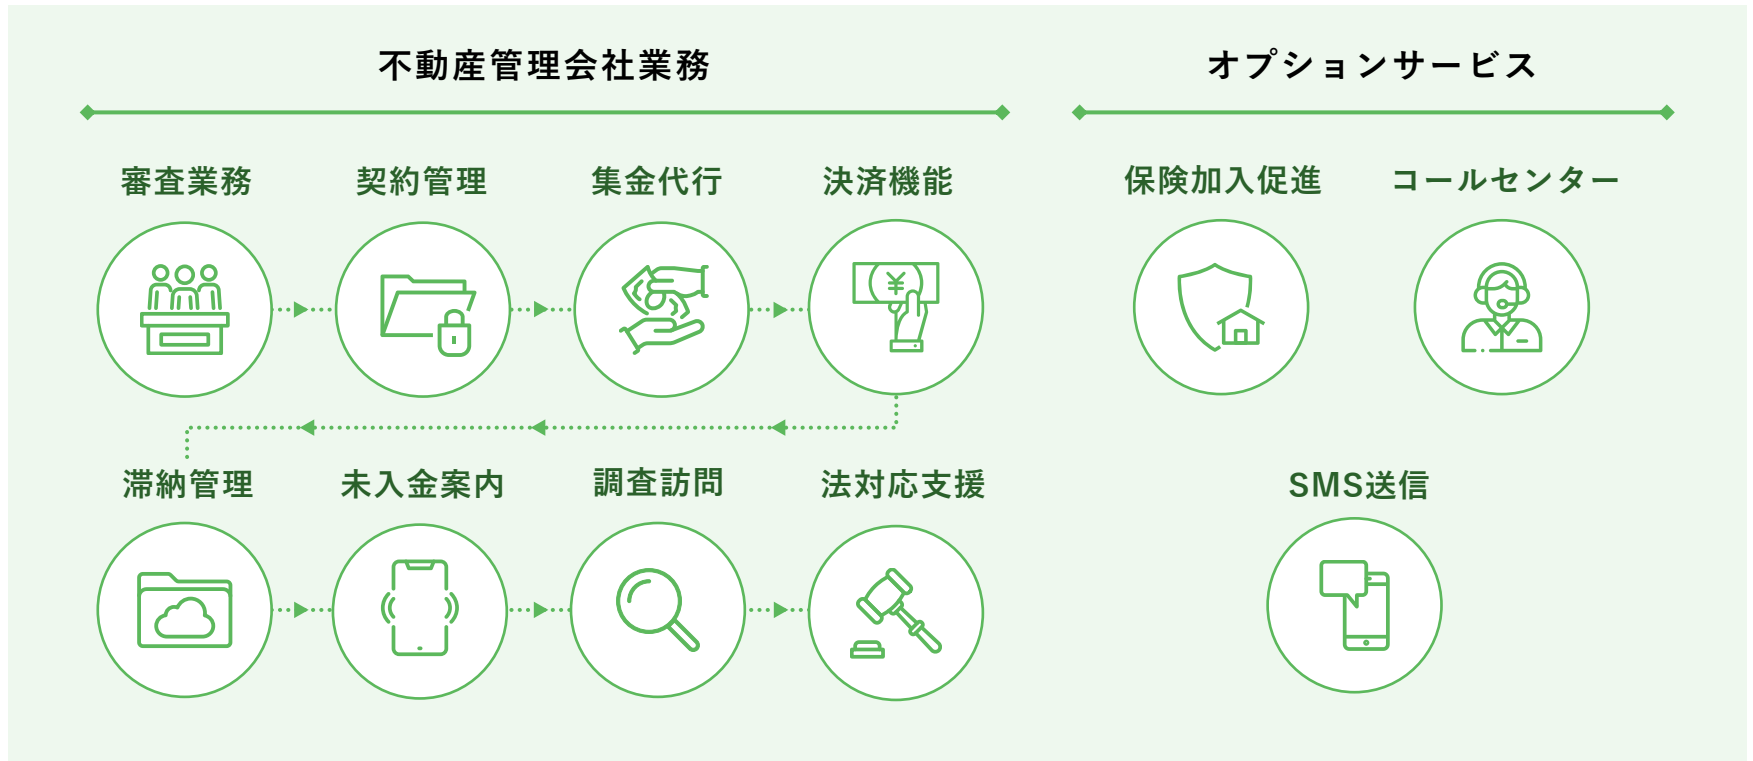 不動産管理会社業務
オプションサービス
審査業務
契約管理
集金代行
決済機能
保険加入促進
コールセンター
¥
滞納管理
未入金案内
調査訪問
法対応支援
SMS送信